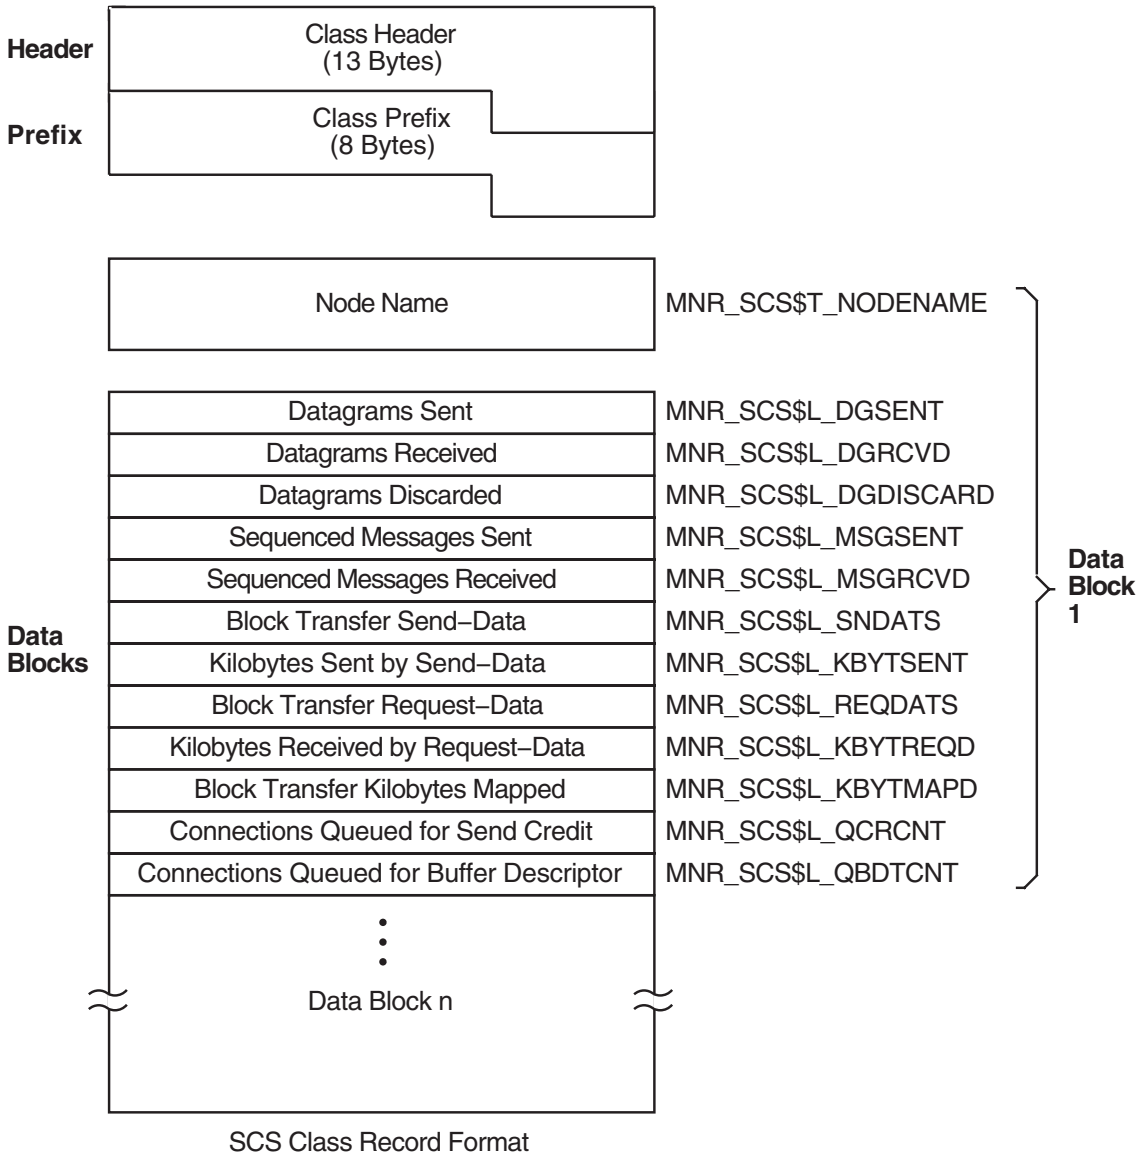 Header
Class Header
(13 Bytes)
Prefix
Class Prefix
(8 Bytes)
Node Name MNR_SCS$T_NODENAME
Datagrams Sent MNR_SCS$L_DGSENT
Datagrams Received MNR_SCS$L_DGRCVD
Datagrams Discarded MNR_SCS$L_DGDISCARD
Sequenced Messages Sent MNR_SCS$L_MSGSENT
Sequenced Messages Received MNR_SCS$L_MSGRCVD
Block Transfer Send–Data MNR_SCS$L_SNDATS
Kilobytes Sent by Send–Data MNR_SCS$L_KBYTSENT
Block Transfer Request–Data MNR_SCS$L_REQDATS
Kilobytes Received by Request–Data MNR_SCS$L_KBYTREQD
Block Transfer Kilobytes Mapped MNR_SCS$L_KBYTMAPD
Connections Queued for Send Credit MNR_SCS$L_QCRCNT
Connections Queued for Buffer Descriptor MNR_SCS$L_QBDTCNT
Data
Blocks
Data
Block
1
Data Block n
SCS Class Record Format